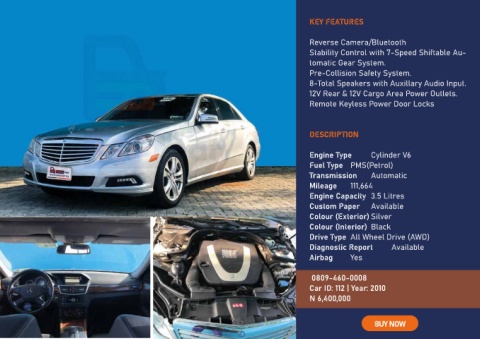 KEY FEATURES
Reverse Camera/Bluetooth
Stability Control with 7-Speed Shiftable Au-
tomatic Gear System.
Pre-Collision Safety System.
8-Total Speakers with Auxillary Audio Input.
12V Rear & 12V Cargo Area Power Outlets.
Remote Keyless Power Door Locks
DESCRIPTION
Engine Type Cylinder V6
Fuel Type PMS(Petrol)
Transmission Automatic
Mileage 111,664
Engine Capacity 3.5 Litres
Custom Paper Available
Colour (Exterior) Silver
Colour (Interior) Black
Drive Type All Wheel Drive (AWD)
Diagnostic Report Available
Airbag Yes
0809-460-0008
Car ID: 112 | Year: 2010
N 6,400,000
BUY NOW